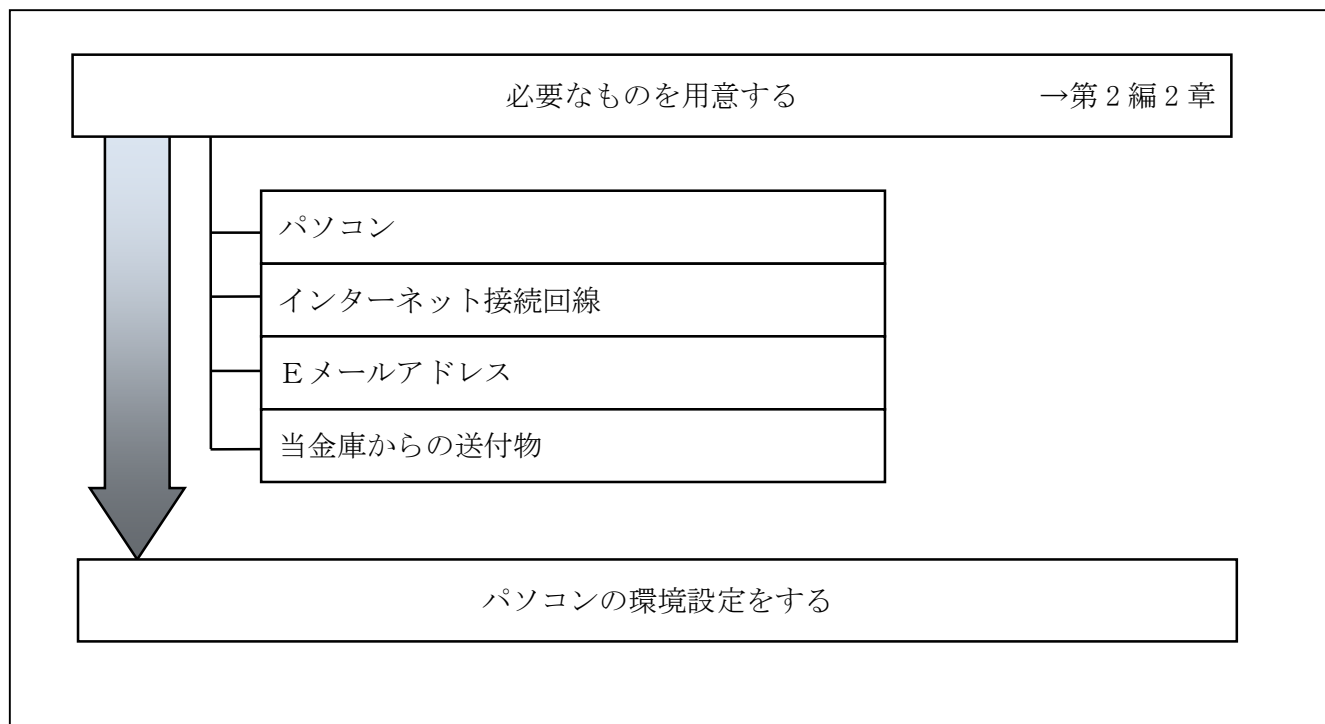 必要なものを用意する →第２編２章
パソコン
インターネット接続回線
Ｅメールアドレス
当金庫からの送付物
パソコンの環境設定をする